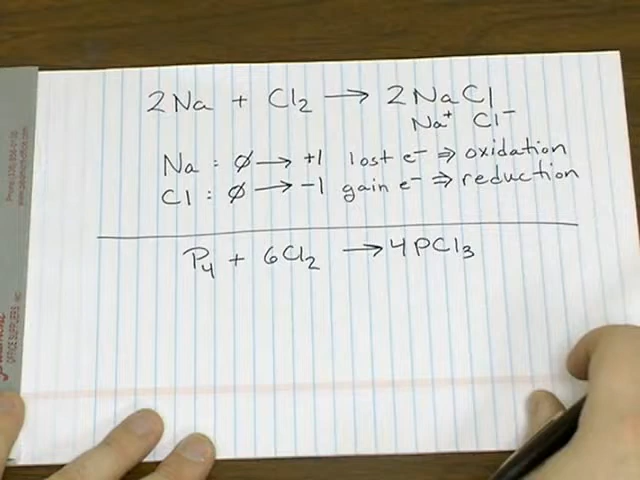 2Na + Cl₂ → 2NaCl
Na⁺ Cl⁻
Na : ∅ → +1 lost e⁻ ⇒ oxidation
Cl : ∅ → -1 gain e⁻ ⇒ reduction
P₄ + 6Cl₂ → 4PCl₃